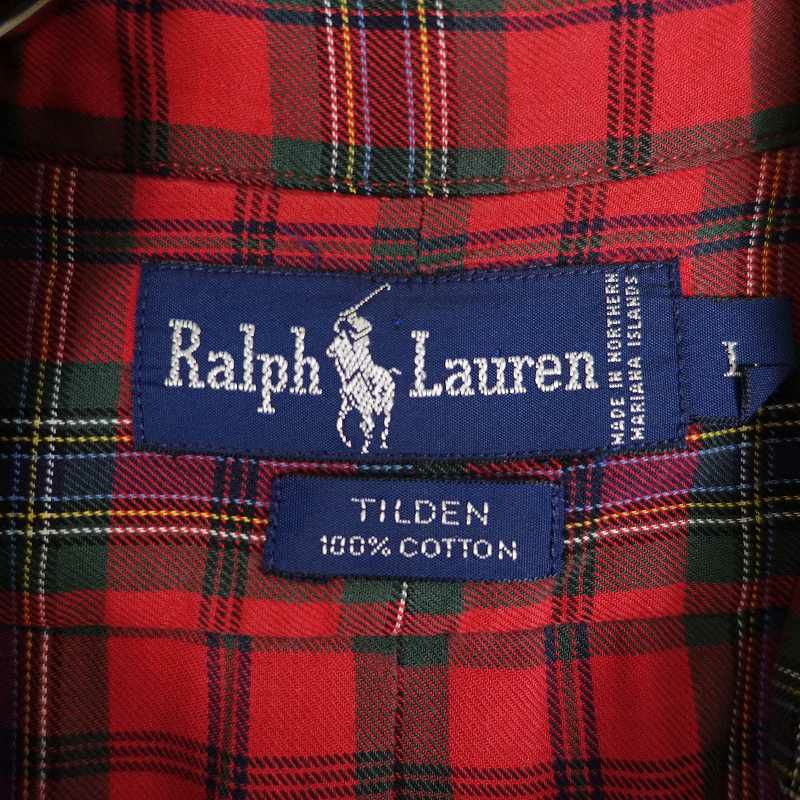 Ralph Lauren
MADE IN NORTHERN
MARIANA ISLANDS
L
TILDEN
100% COTTON